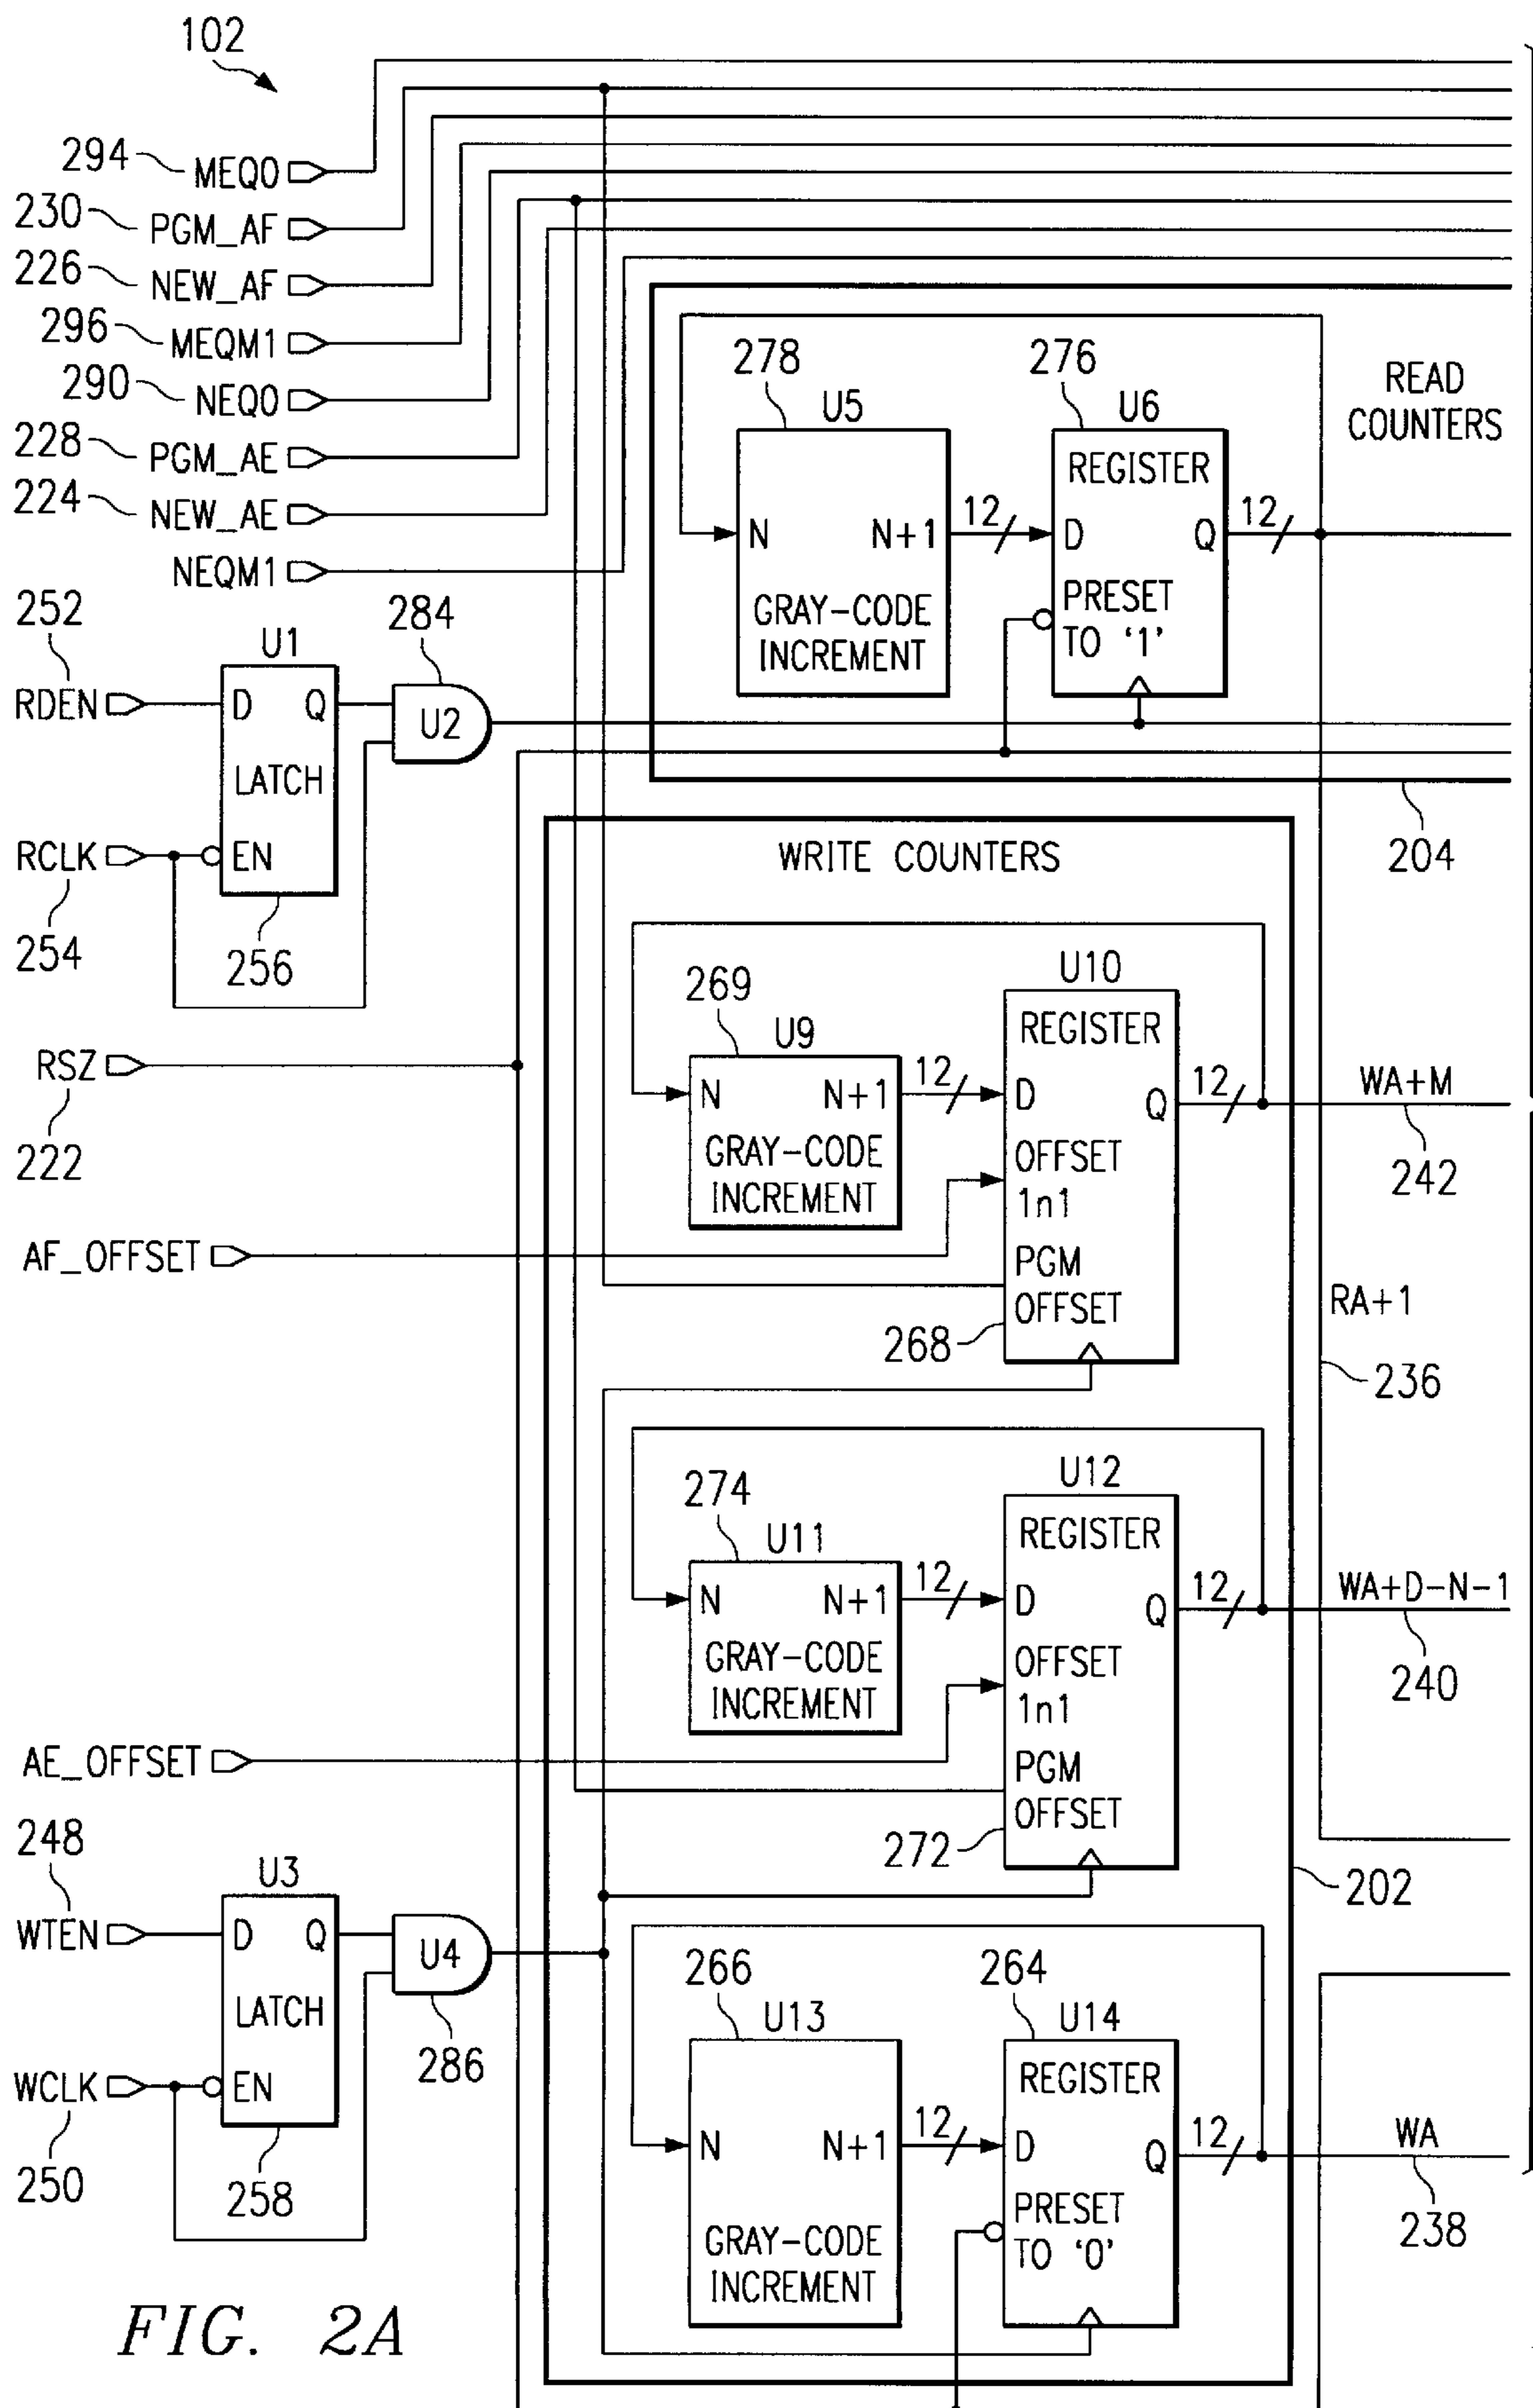 102
294
MEQ0
230
PGM_AF
226
NEW_AF
296
MEQM1
290
NEQ0
228
PGM_AE
224
NEW_AE
NEQM1
278
U5
N N+1
GRAY-CODE
INCREMENT
12
276
U6
REGISTER
D Q
PRESET
TO '1'
12
READ
COUNTERS
204
252
RDEN
U1
D Q
LATCH
EN
256
284
U2
RCLK
254
RSZ
222
WRITE COUNTERS
269
U9
N N+1
GRAY-CODE
INCREMENT
12
U10
REGISTER
D Q
OFFSET
1n1
PGM
OFFSET
268
12
WA+M
242
AF_OFFSET
RA+1
236
274
U11
N N+1
GRAY-CODE
INCREMENT
12
U12
REGISTER
D Q
OFFSET
1n1
PGM
OFFSET
272
12
WA+D-N-1
240
AE_OFFSET
202
248
WTEN
U3
D Q
LATCH
EN
258
U4
286
WCLK
250
266
U13
N N+1
GRAY-CODE
INCREMENT
12
264
U14
REGISTER
D Q
PRESET
TO '0'
12
WA
238
FIG. 2A